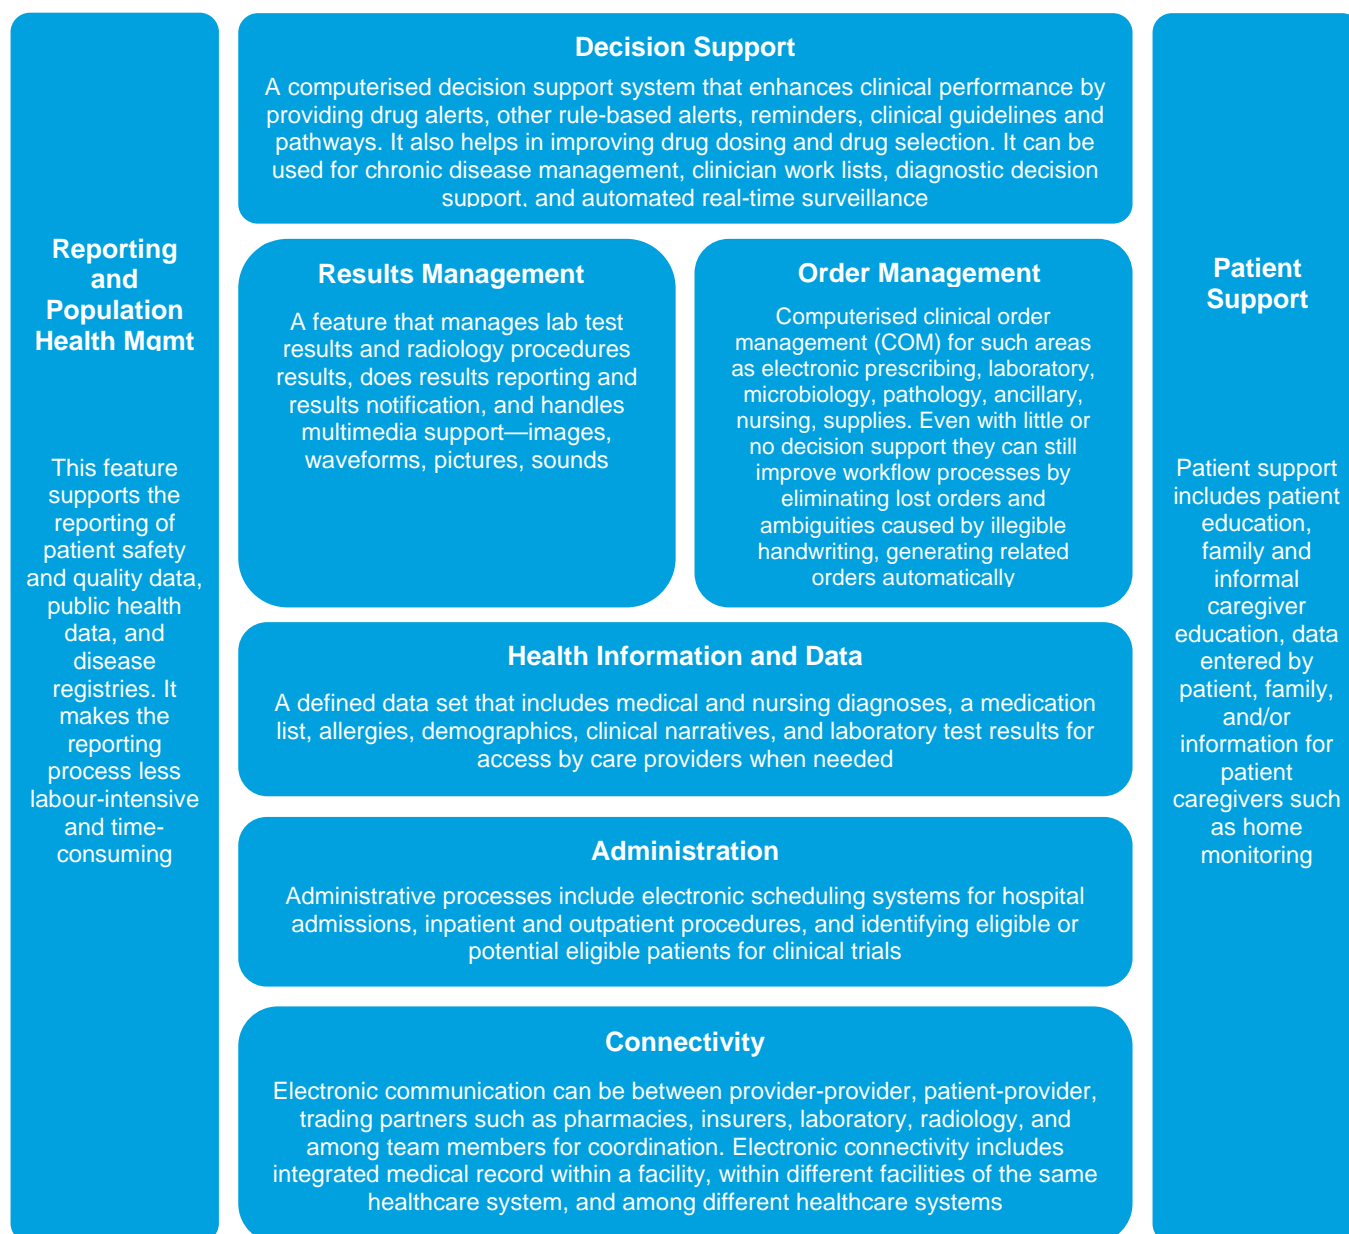 Reporting
and
Population
Health Mgmt
This feature
supports the
reporting of
patient safety
and quality data,
public health
data, and
disease
registries. It
makes the
reporting
process less
labour-intensive
and time-
consuming
Decision Support
A computerised decision support system that enhances clinical performance by
providing drug alerts, other rule-based alerts, reminders, clinical guidelines and
pathways. It also helps in improving drug dosing and drug selection. It can be
used for chronic disease management, clinician work lists, diagnostic decision
support, and automated real-time surveillance
Results Management
A feature that manages lab test
results and radiology procedures
results, does results reporting and
results notification, and handles
multimedia support—images,
waveforms, pictures, sounds
Order Management
Computerised clinical order
management (COM) for such areas
as electronic prescribing, laboratory,
microbiology, pathology, ancillary,
nursing, supplies. Even with little or
no decision support they can still
improve workflow processes by
eliminating lost orders and
ambiguities caused by illegible
handwriting, generating related
orders automatically
Health Information and Data
A defined data set that includes medical and nursing diagnoses, a medication
list, allergies, demographics, clinical narratives, and laboratory test results for
access by care providers when needed
Administration
Administrative processes include electronic scheduling systems for hospital
admissions, inpatient and outpatient procedures, and identifying eligible or
potential eligible patients for clinical trials
Connectivity
Electronic communication can be between provider-provider, patient-provider,
trading partners such as pharmacies, insurers, laboratory, radiology, and
among team members for coordination. Electronic connectivity includes
integrated medical record within a facility, within different facilities of the same
healthcare system, and among different healthcare systems
Patient
Support
Patient support
includes patient
education,
family and
informal
caregiver
education, data
entered by
patient, family,
and/or
information for
patient
caregivers such
as home
monitoring